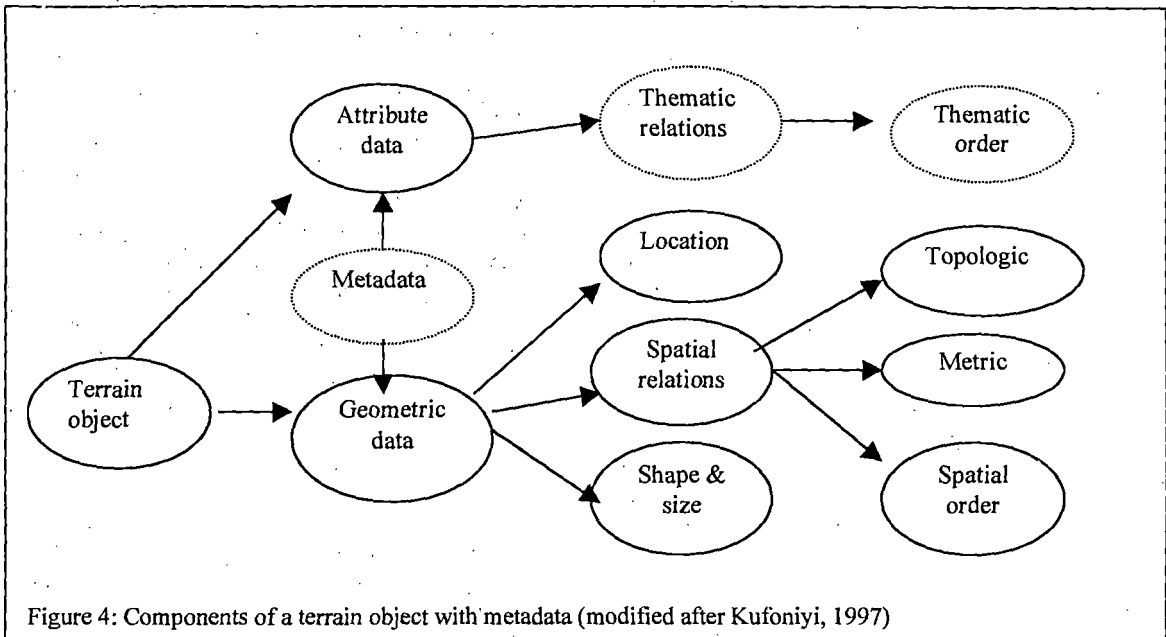 Attribute
data
Thematic
relations
Thematic
order
Location
Topologic
Metadata
Spatial
relations
Metric
Terrain
object
Geometric
data
Shape &
size
Spatial
order
Figure 4: Components of a terrain object with metadata (modified after Kufoniyi, 1997)